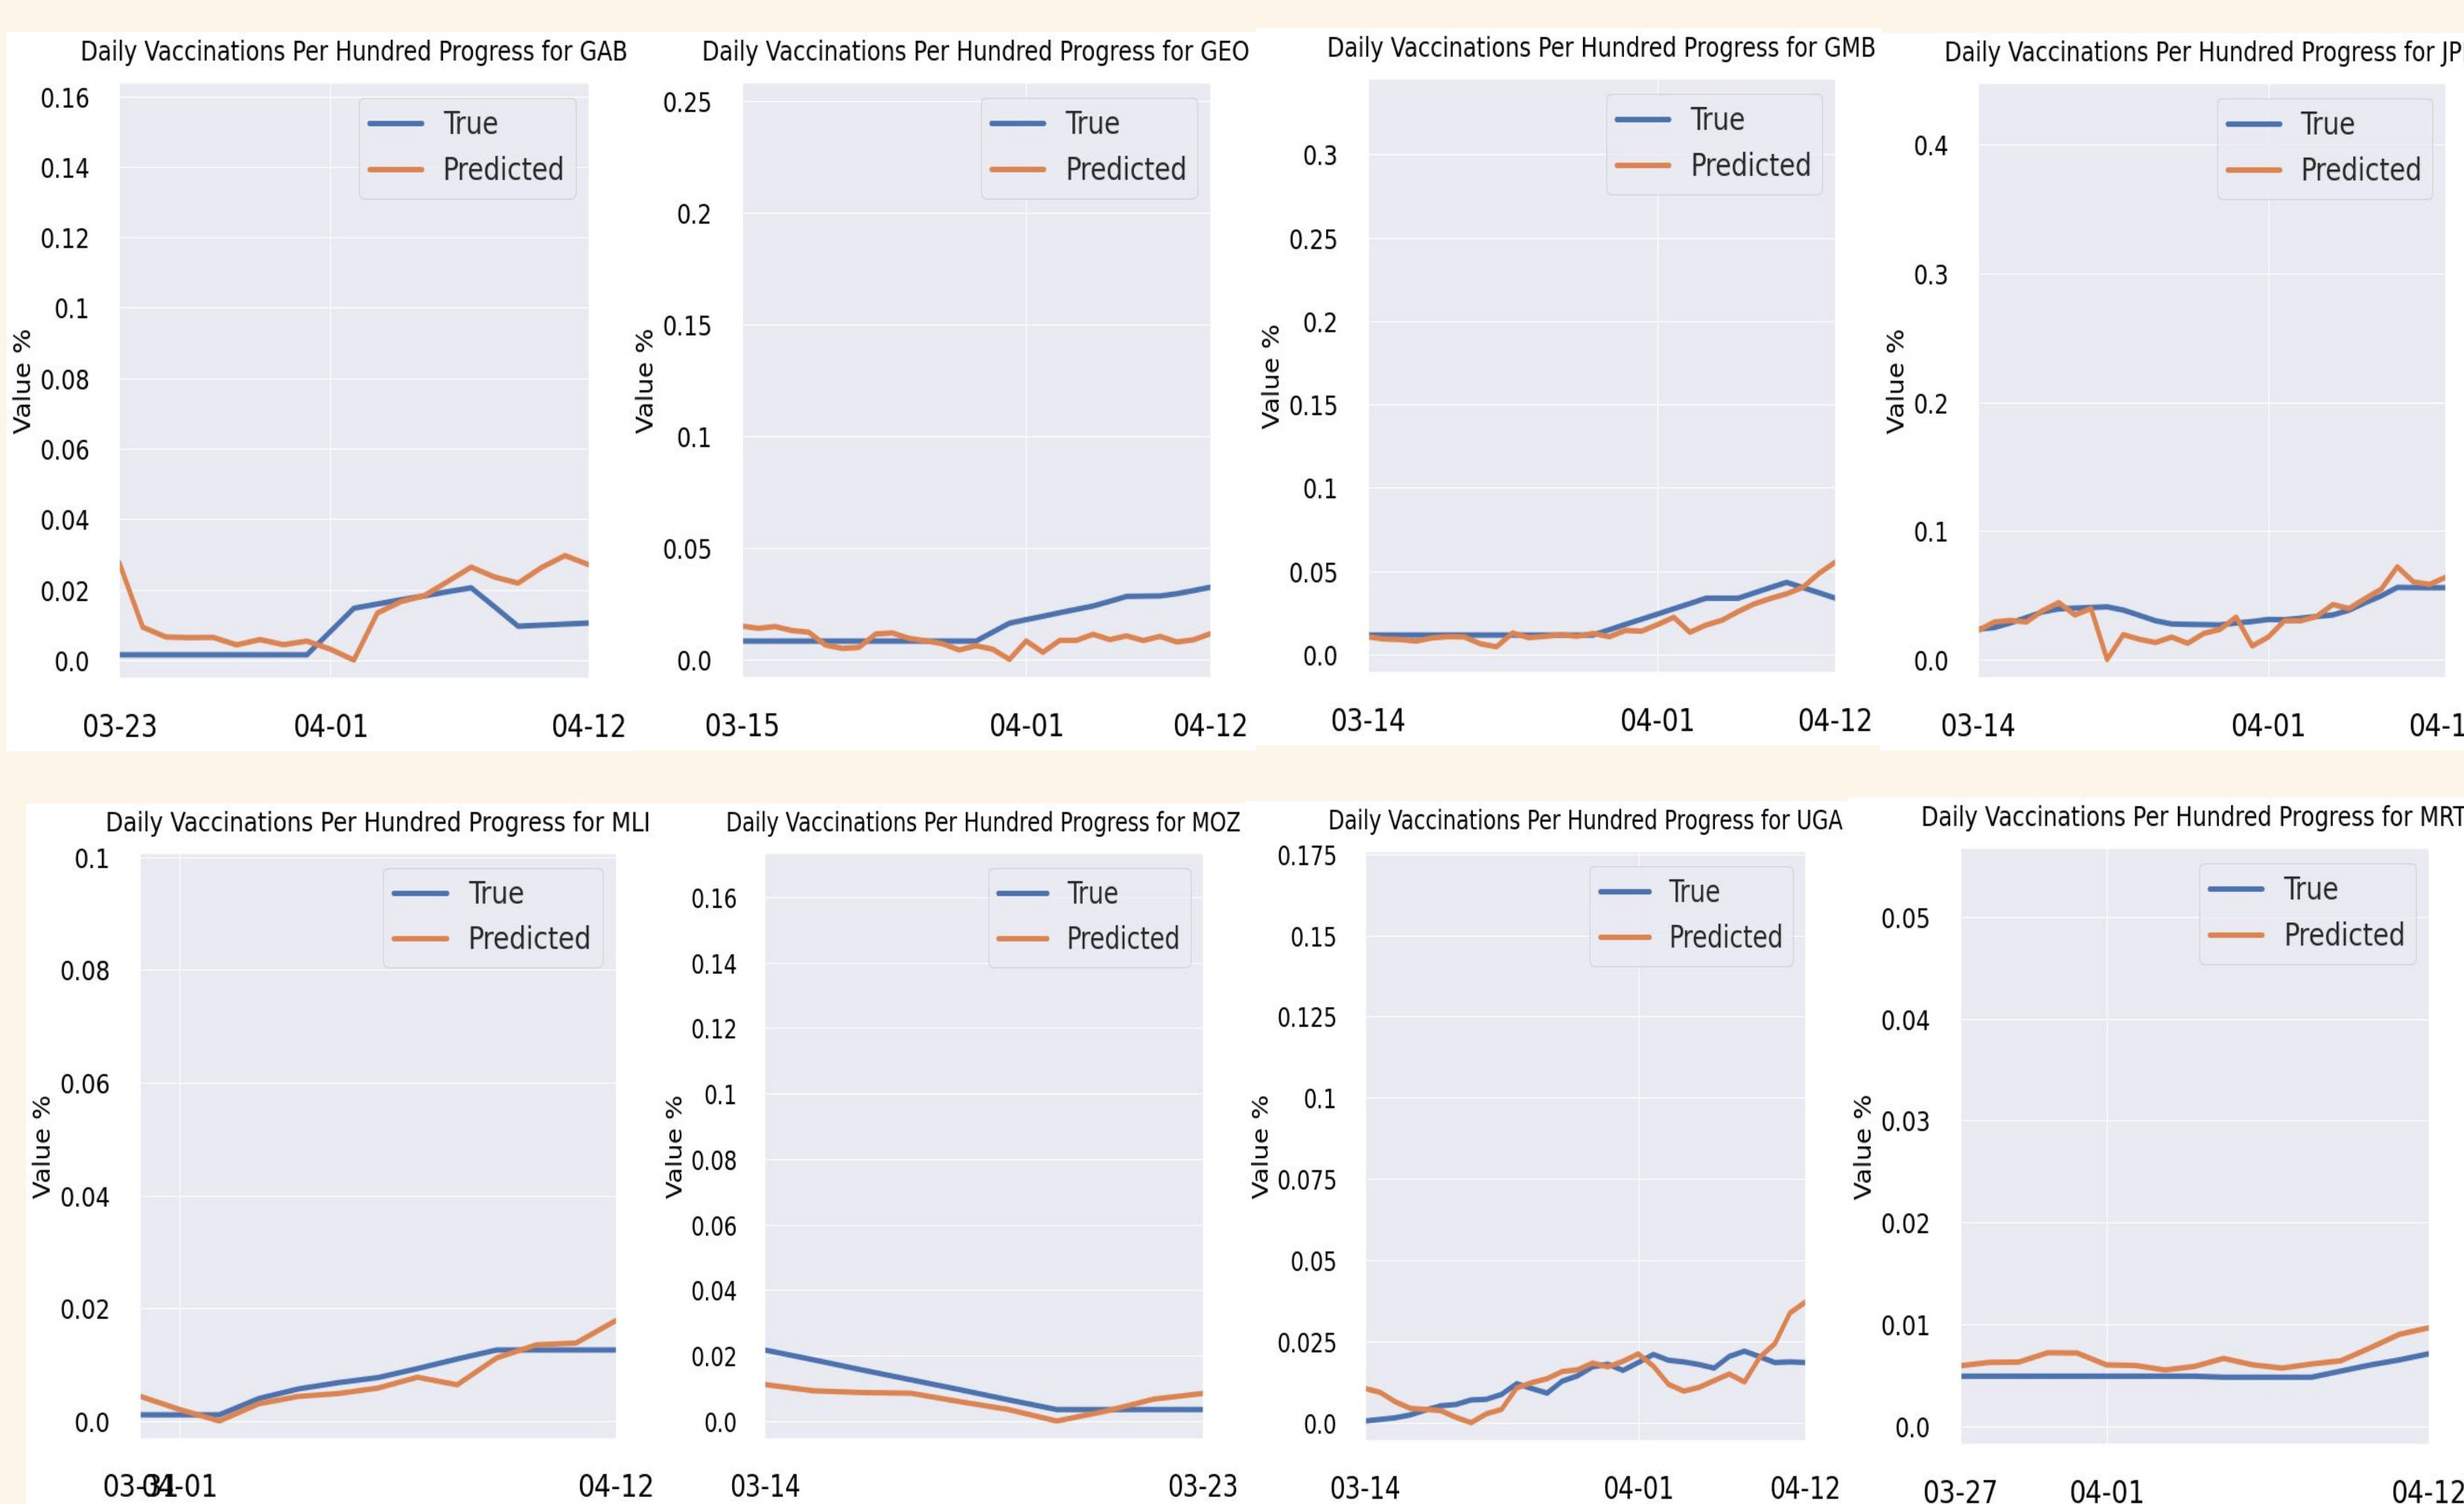 Daily Vaccinations Per Hundred Progress for GAB
0.16
0.14
0.12
0.1
0.08
0.06
0.04
0.02
0.0
Value %
True
Predicted
03-23 04-01 04-12
Daily Vaccinations Per Hundred Progress for GEO
0.25
0.2
0.15
0.1
0.05
0.0
Value %
True
Predicted
03-15 04-01 04-12
Daily Vaccinations Per Hundred Progress for GMB
0.3
0.25
0.2
0.15
0.1
0.05
0.0
Value %
True
Predicted
03-14 04-01 04-12
Daily Vaccinations Per Hundred Progress for JP
0.4
0.3
0.2
0.1
0.0
Value %
True
Predicted
03-14 04-01 04-1
Daily Vaccinations Per Hundred Progress for MLI
0.1
0.08
0.06
0.04
0.02
0.0
Value %
True
Predicted
03-31 04-01 04-12
Daily Vaccinations Per Hundred Progress for MOZ
0.16
0.14
0.12
0.1
0.08
0.06
0.04
0.02
0.0
Value %
True
Predicted
03-14 03-23
Daily Vaccinations Per Hundred Progress for UGA
0.175
0.15
0.125
0.1
0.075
0.05
0.025
0.0
Value %
True
Predicted
03-14 04-01 04-12
Daily Vaccinations Per Hundred Progress for MRT
0.05
0.04
0.03
0.02
0.01
0.0
Value %
True
Predicted
03-27 04-01 04-12